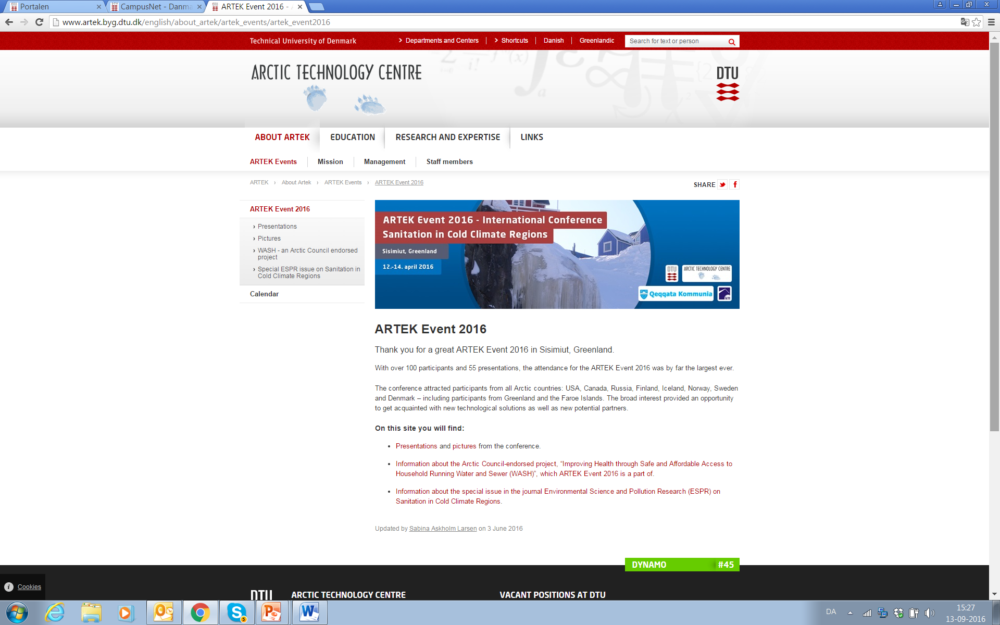 Portalen
CampusNet - Danma
ARTEK Event 2016 -
www.artek.byg.dtu.dk/english/about_artek/artek_events/artek_event2016
Technical University of Denmark
Departments and Centers
Shortcuts
Danish
Greenlandic
Search for text or person
ARCTIC TECHNOLOGY CENTRE
DTU
ABOUT ARTEK
EDUCATION
RESEARCH AND EXPERTISE
LINKS
ARTEK Events
Mission
Management
Staff members
ARTEK › About Artek › ARTEK Events › ARTEK Event 2016
SHARE
ARTEK Event 2016
› Presentations
› Pictures
› WASH - an Arctic Council endorsed
project
› Special ESPR issue on Sanitation in
Cold Climate Regions
Calendar
ARTEK Event 2016 - International Conference
Sanitation in Cold Climate Regions
Sisimiut, Greenland
12.-14. april 2016
DTU
ARCTIC TECHNOLOGY CENTRE
Qeqqata Kommunia
KTI
ARTEK Event 2016
Thank you for a great ARTEK Event 2016 in Sisimiut, Greenland.
With over 100 participants and 55 presentations, the attendance for the ARTEK Event 2016 was by far the largest ever.
The conference attracted participants from all Arctic countries: USA, Canada, Russia, Finland, Iceland, Norway, Sweden
and Denmark – including participants from Greenland and the Faroe Islands. The broad interest provided an opportunity
to get acquainted with new technological solutions as well as new potential partners.
On this site you will find:
• Presentations and pictures from the conference.
• Information about the Arctic Council-endorsed project, “Improving Health through Safe and Affordable Access to
Household Running Water and Sewer (WASH)”, which ARTEK Event 2016 is a part of.
• Information about the special issue in the journal Environmental Science and Pollution Research (ESPR) on
Sanitation in Cold Climate Regions.
Updated by Sabina Askholm Larsen on 3 June 2016
DYNAMO #45
Cookies
DTU
ARCTIC TECHNOLOGY CENTRE
VACANT POSITIONS AT DTU
5
DA
15:27
13-09-2016